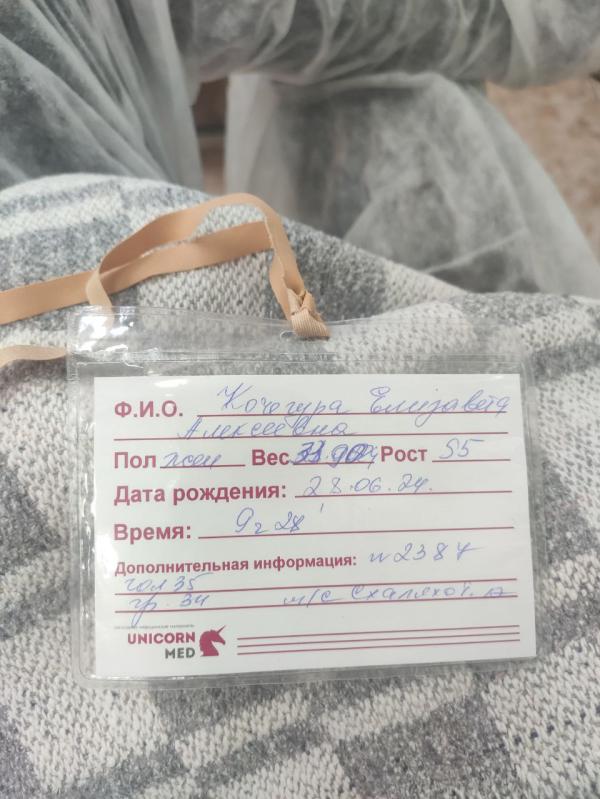 Ф.И.О. Кочегура Елизавета
Алексеевна
Пол жен Вес Рост 55
Дата рождения: 28.06.24.
Время: 9ч 28'
Дополнительная информация: и 2387
гол 35
гр. 34 м/с
UNICORN
MED